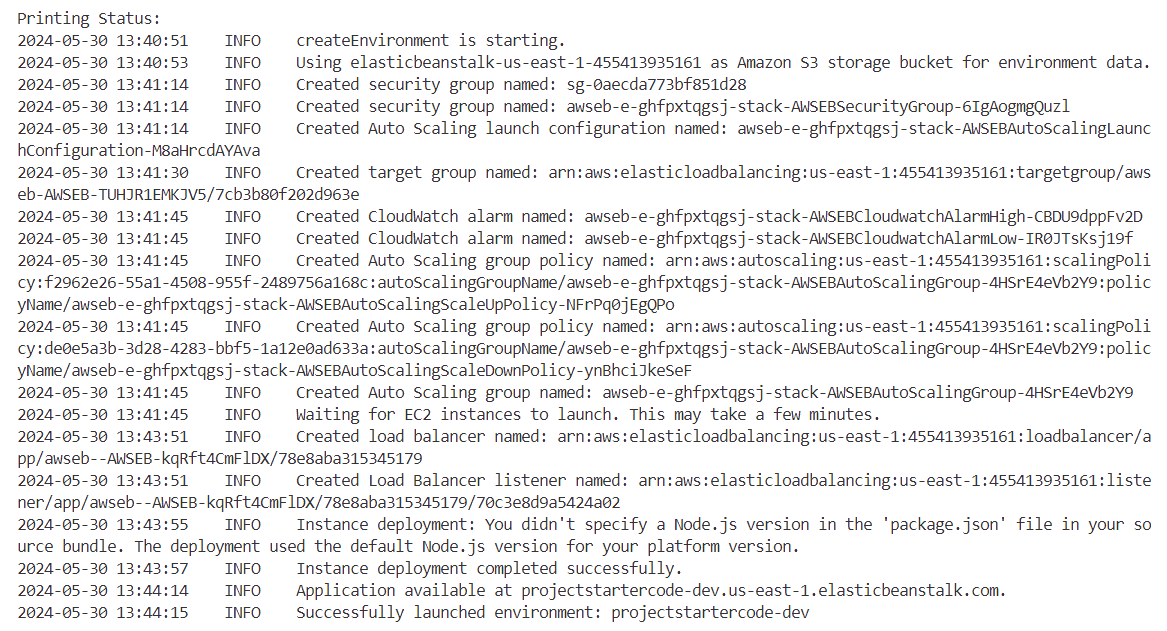 Printing Status:
2024-05-30 13:40:51    INFO    createEnvironment is starting.
2024-05-30 13:40:53    INFO    Using elasticbeanstalk-us-east-1-455413935161 as Amazon S3 storage bucket for environment data.
2024-05-30 13:41:14    INFO    Created security group named: sg-0aecda773bf851d28
2024-05-30 13:41:14    INFO    Created security group named: awseb-e-ghfpxtqgsj-stack-AWSEBSecurityGroup-6IgAogmgQuzl
2024-05-30 13:41:14    INFO    Created Auto Scaling launch configuration named: awseb-e-ghfpxtqgsj-stack-AWSEBAutoScalingLaunc
hConfiguration-M8aHrcdAYAva
2024-05-30 13:41:30    INFO    Created target group named: arn:aws:elasticloadbalancing:us-east-1:455413935161:targetgroup/aws
eb-AWSEB-TUHJR1EMKJV5/7cb3b80f202d963e
2024-05-30 13:41:45    INFO    Created CloudWatch alarm named: awseb-e-ghfpxtqgsj-stack-AWSEBCloudwatchAlarmHigh-CBDU9dppFv2D
2024-05-30 13:41:45    INFO    Created CloudWatch alarm named: awseb-e-ghfpxtqgsj-stack-AWSEBCloudwatchAlarmLow-IR0JTsKsj19f
2024-05-30 13:41:45    INFO    Created Auto Scaling group policy named: arn:aws:autoscaling:us-east-1:455413935161:scalingPoli
cy:f2962e26-55a1-4508-955f-2489756a168c:autoScalingGroupName/awseb-e-ghfpxtqgsj-stack-AWSEBAutoScalingGroup-4HSrE4eVb2Y9:polic
yName/awseb-e-ghfpxtqgsj-stack-AWSEBAutoScalingScaleUpPolicy-NFrPq0jEgQPo
2024-05-30 13:41:45    INFO    Created Auto Scaling group policy named: arn:aws:autoscaling:us-east-1:455413935161:scalingPoli
cy:de0e5a3b-3d28-4283-bbf5-1a12e0ad633a:autoScalingGroupName/awseb-e-ghfpxtqgsj-stack-AWSEBAutoScalingGroup-4HSrE4eVb2Y9:polic
yName/awseb-e-ghfpxtqgsj-stack-AWSEBAutoScalingScaleDownPolicy-ynBhciJkeSeF
2024-05-30 13:41:45    INFO    Created Auto Scaling group named: awseb-e-ghfpxtqgsj-stack-AWSEBAutoScalingGroup-4HSrE4eVb2Y9
2024-05-30 13:41:45    INFO    Waiting for EC2 instances to launch. This may take a few minutes.
2024-05-30 13:43:51    INFO    Created load balancer named: arn:aws:elasticloadbalancing:us-east-1:455413935161:loadbalancer/a
pp/awseb--AWSEB-kqRft4CmFlDX/78e8aba315345179
2024-05-30 13:43:51    INFO    Created Load Balancer listener named: arn:aws:elasticloadbalancing:us-east-1:455413935161:liste
ner/app/awseb--AWSEB-kqRft4CmFlDX/78e8aba315345179/70c3e8d9a5424a02
2024-05-30 13:43:55    INFO    Instance deployment: You didn't specify a Node.js version in the 'package.json' file in your so
urce bundle. The deployment used the default Node.js version for your platform version.
2024-05-30 13:43:57    INFO    Instance deployment completed successfully.
2024-05-30 13:44:14    INFO    Application available at projectstartercode-dev.us-east-1.elasticbeanstalk.com.
2024-05-30 13:44:15    INFO    Successfully launched environment: projectstartercode-dev